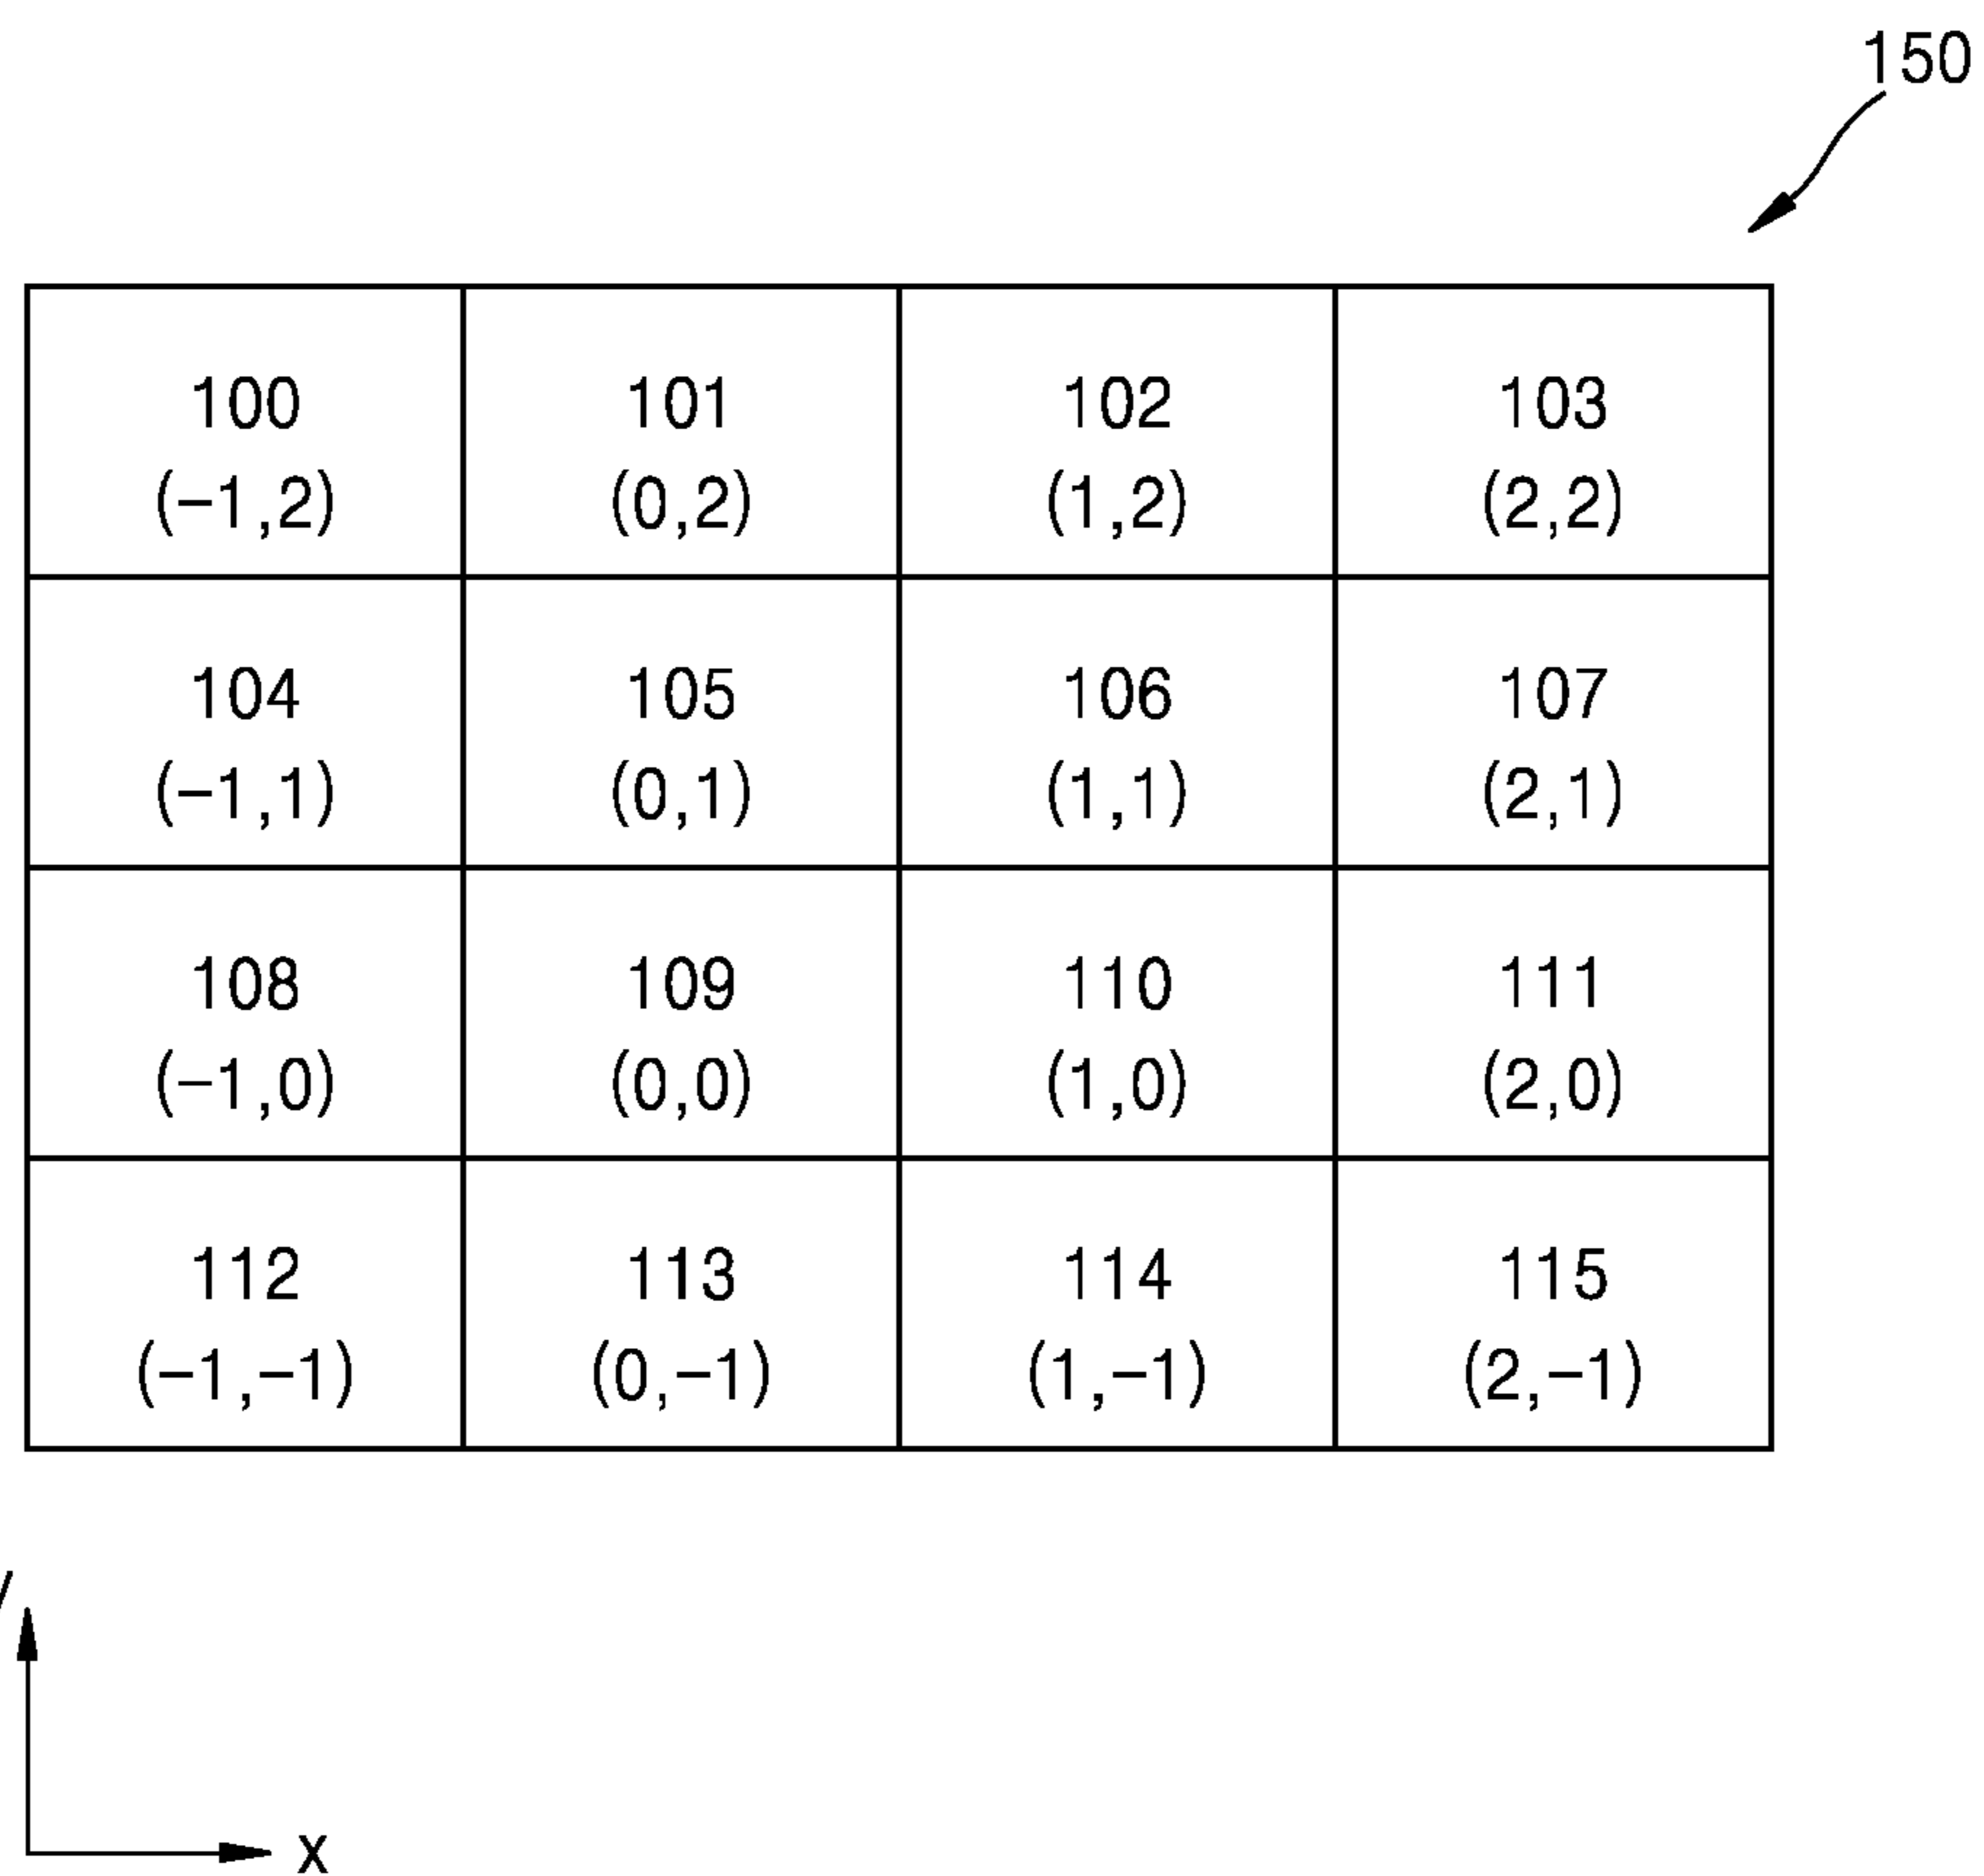 150
100 101 102 103
(-1,2) (0,2) (1,2) (2,2)
104 105 106 107
(-1,1) (0,1) (1,1) (2,1)
108 109 110 111
(-1,0) (0,0) (1,0) (2,0)
112 113 114 115
(-1,-1) (0,-1) (1,-1) (2,-1)
x